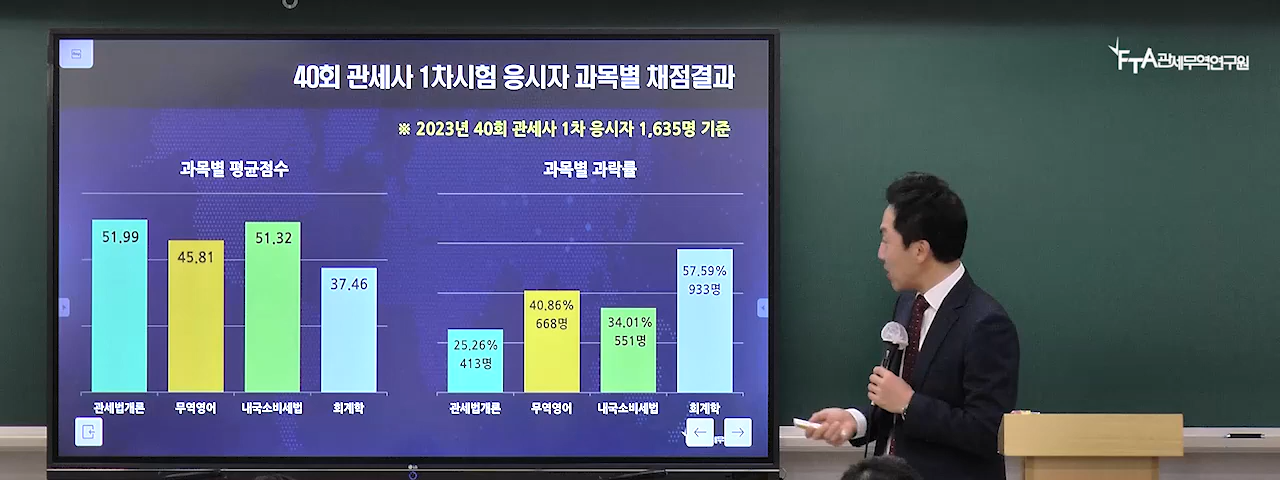 40회 관세사 1차시험 응시자 과목별 채점결과
※ 2023년 40회 관세사 1차 응시자 1,635명 기준
과목별 평균점수
51.99
45.81
51.32
37.46
관세법개론
무역영어
내국소비세법
회계학
과목별 과락률
25.26%
413명
40.86%
668명
34.01%
551명
57.59%
933명
관세법개론
무역영어
내국소비세법
회계학
LG
FTA관세무역연구원